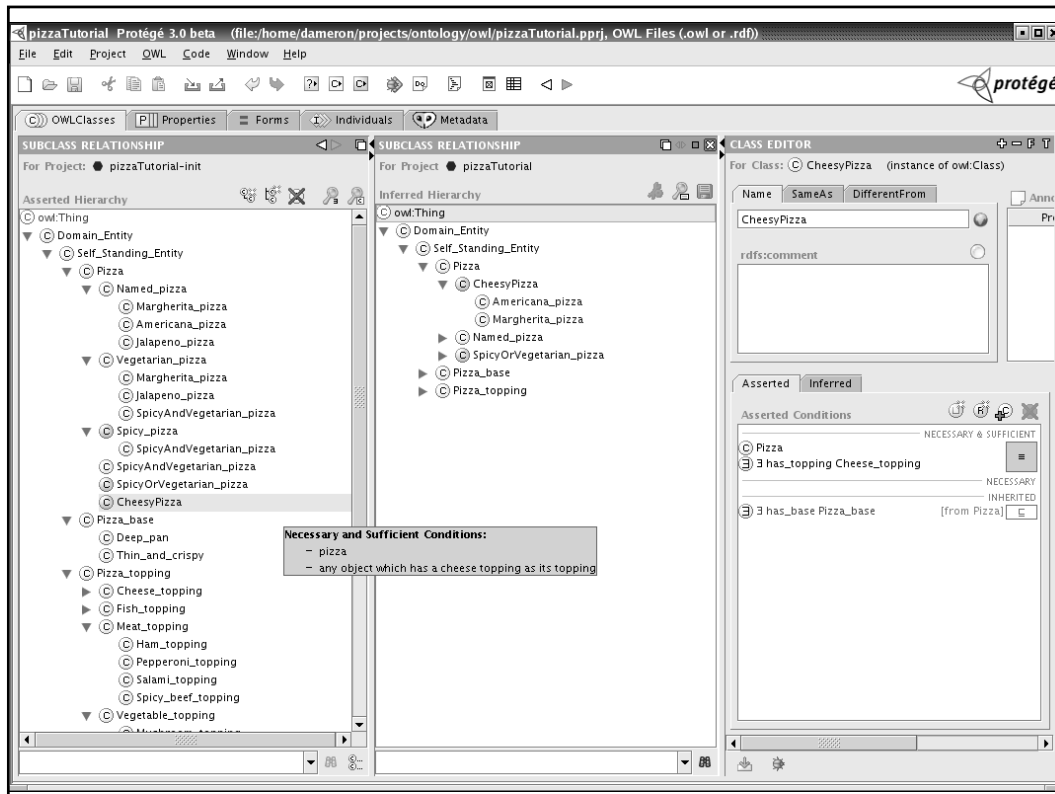 pizzaTutorial Protégé 3.0 beta (file:/home/dameron/projects/ontology/owl/pizzaTutorial.pprj, OWL Files (.owl or .rdf))
File Edit Project OWL Code Window Help
protégé
OWLClasses Properties Forms Individuals Metadata
SUBCLASS RELATIONSHIP
For Project: pizzaTutorial-init
Asserted Hierarchy
owl:Thing
Domain_Entity
Self_Standing_Entity
Pizza
Named_pizza
Margherita_pizza
Americana_pizza
Jalapeno_pizza
Vegetarian_pizza
Margherita_pizza
Jalapeno_pizza
SpicyAndVegetarian_pizza
Spicy_pizza
SpicyAndVegetarian_pizza
SpicyAndVegetarian_pizza
SpicyOrVegetarian_pizza
CheesyPizza
Pizza_base
Deep_pan
Thin_and_crispy
Pizza_topping
Cheese_topping
Fish_topping
Meat_topping
Ham_topping
Pepperoni_topping
Salami_topping
Spicy_beef_topping
Vegetable_topping
Necessary and Sufficient Conditions:
– pizza
– any object which has a cheese topping as its topping
SUBCLASS RELATIONSHIP
For Project pizzaTutorial
Inferred Hierarchy
owl:Thing
Domain_Entity
Self_Standing_Entity
Pizza
CheesyPizza
Americana_pizza
Margherita_pizza
Named_pizza
SpicyOrVegetarian_pizza
Pizza_base
Pizza_topping
CLASS EDITOR
For Class: CheesyPizza (instance of owl:Class)
Name SameAs DifferentFrom
CheesyPizza
rdfs:comment
Asserted Inferred
Asserted Conditions
NECESSARY & SUFFICIENT
Pizza
∃ has_topping Cheese_topping
NECESSARY
INHERITED
∃ has_base Pizza_base [from Pizza]